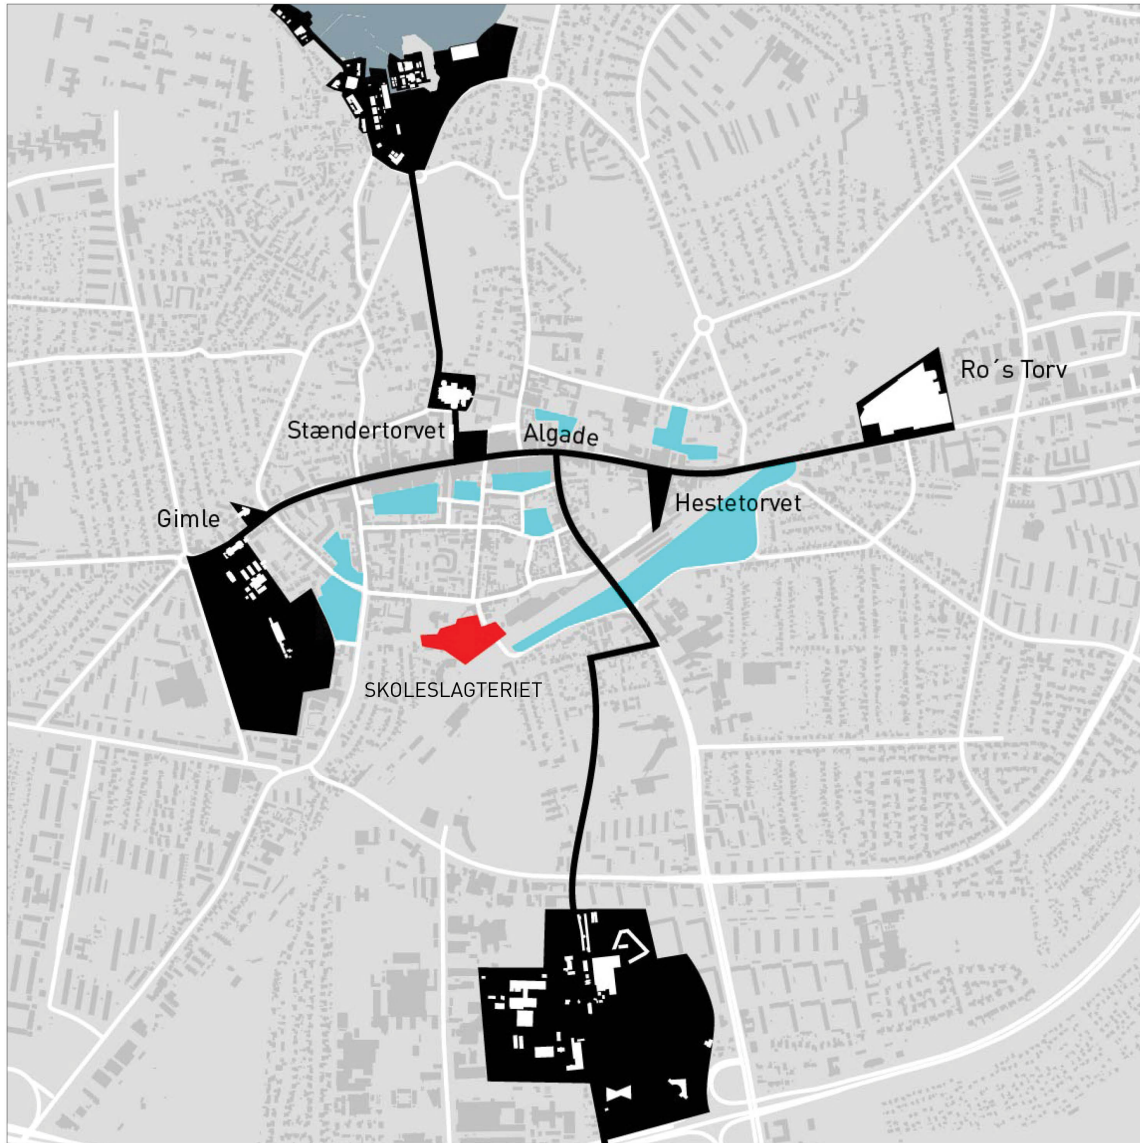 Ro´s Torv
Stændertorvet
Algade
Hestetorvet
Gimle
SKOLESLAGTERIET